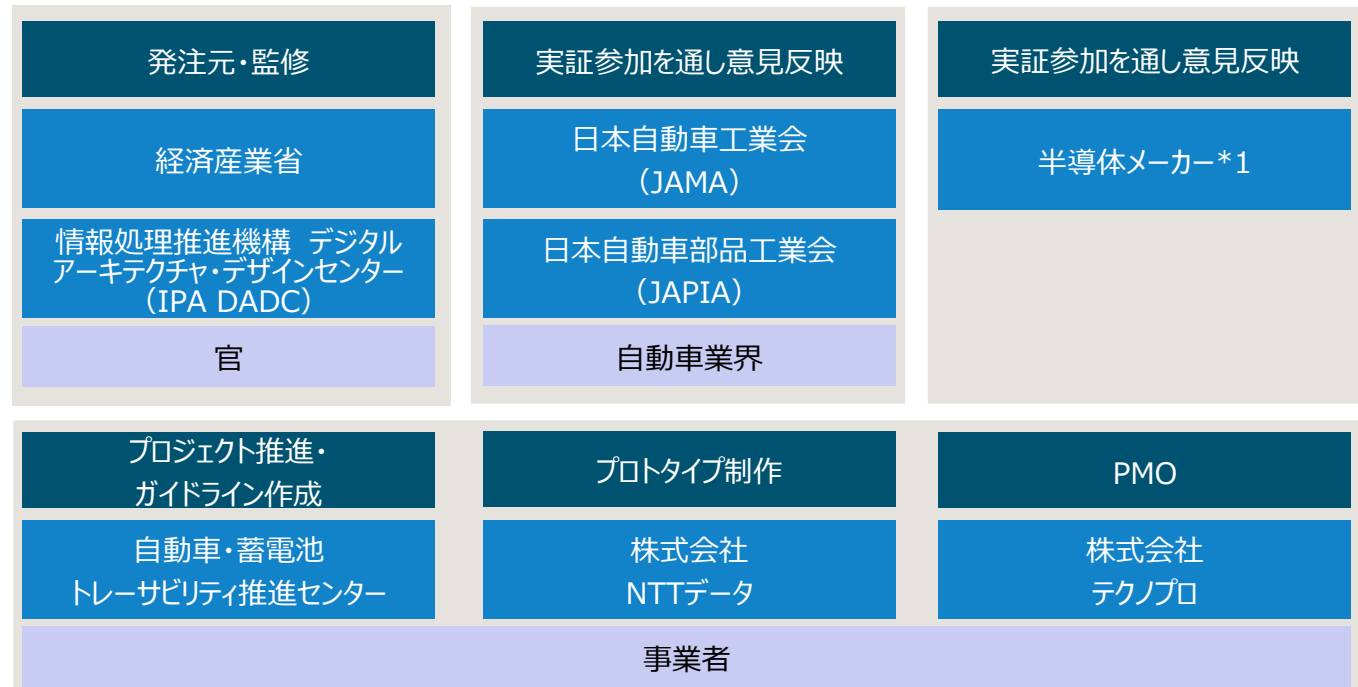 発注元・監修
経済産業省
情報処理推進機構 デジタル
アーキテクチャ・デザインセンター
（IPA DADC）
官
実証参加を通し意見反映
日本自動車工業会
（JAMA）
日本自動車部品工業会
（JAPIA）
自動車業界
実証参加を通し意見反映
半導体メーカー*1
プロジェクト推進・
ガイドライン作成
自動車・蓄電池
トレーサビリティ推進センター
プロトタイプ制作
株式会社
NTTデータ
PMO
株式会社
テクノプロ
事業者